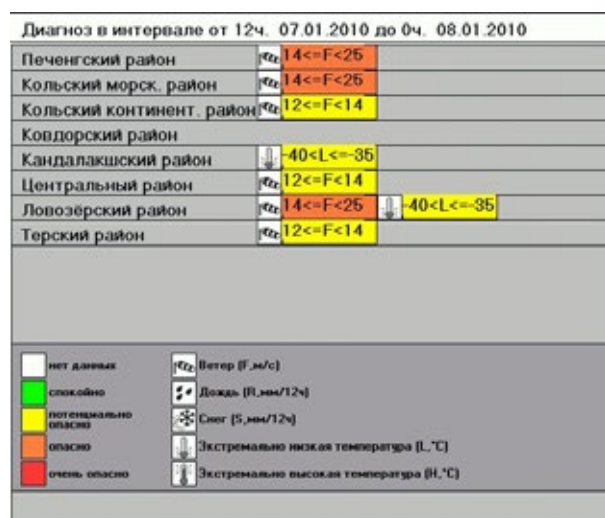 Диагноз в интервале от 12ч. 07.01.2010 до 0ч. 08.01.2010
Печенгский район 14<=F<25
Кольский морск. район 14<=F<25
Кольский континент. район 12<=F<14
Ковдорский район
Кандалакшский район -40<L<=-35
Центральный район 12<=F<14
Ловозёрский район 14<=F<25 -40<L<=-35
Терский район 12<=F<14
нет данных Ветер (F,м/с)
спокойно Дождь (R,мм/12ч)
потенциально опасно Снег (S,мм/12ч)
опасно Экстремально низкая температура (L,°C)
очень опасно Экстремально высокая температура (H,°C)